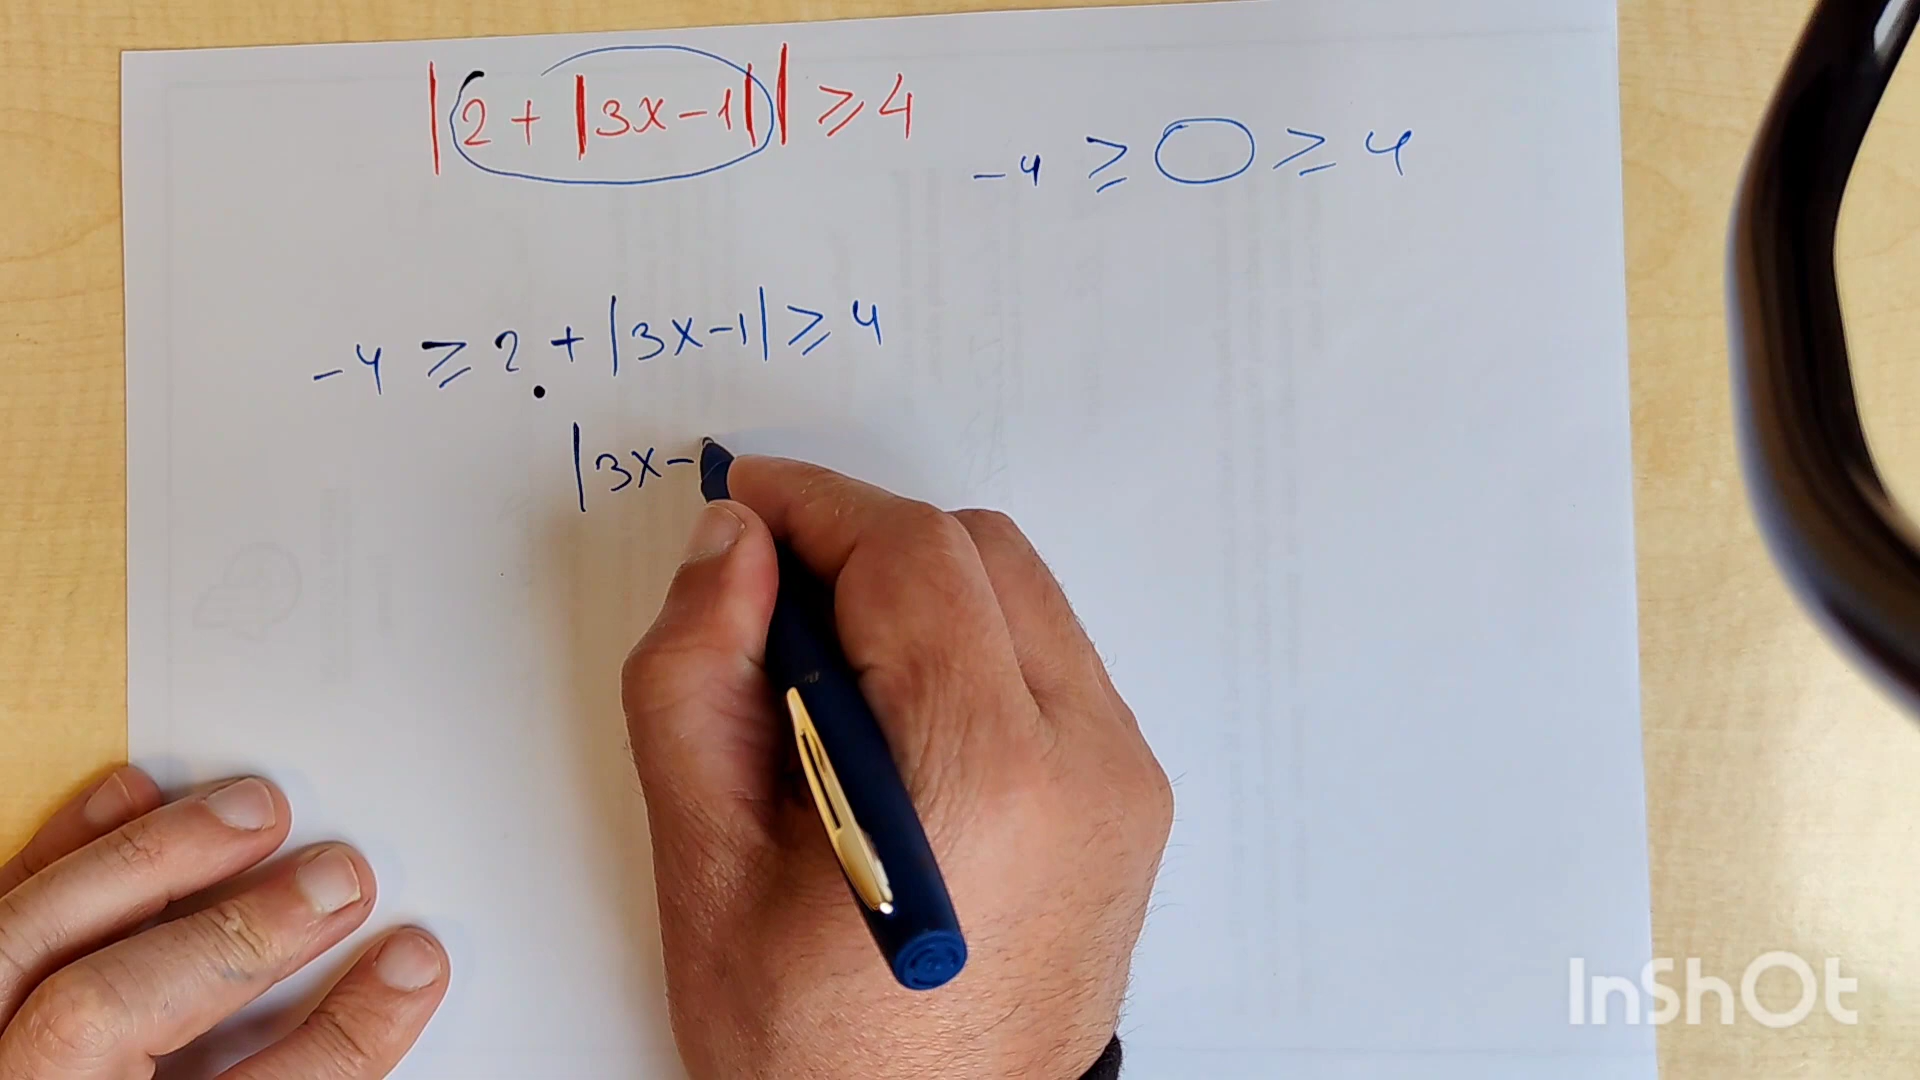 |2 + |3x - 1|| ≥ 4
-4 ≥ ◯ ≥ 4
-4 ≥ 2 + |3x - 1| ≥ 4
|3x -
InShOt